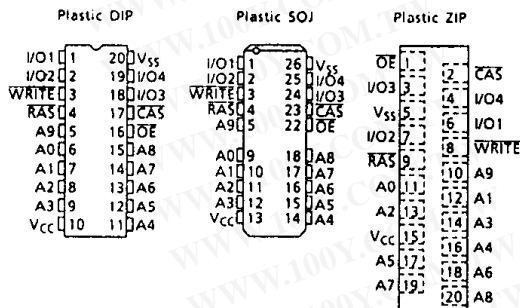 Plastic DIP
I/O1 1 20 VSS
I/O2 2 19 I/O4
WRITE 3 18 I/O3
RAS 4 17 CAS
A9 5 16 OE
A0 6 15 A8
A1 7 14 A7
A2 8 13 A6
A3 9 12 A5
VCC 10 11 A4
Plastic SOJ
I/O1 1 26 VSS
I/O2 2 25 I/O4
WRITE 3 24 I/O3
RAS 4 23 CAS
A9 5 22 OE
A0 9 18 A8
A1 10 17 A7
A2 11 16 A6
A3 12 15 A5
VCC 13 14 A4
Plastic ZIP
OE 1
2 CAS
I/O3 3
4 I/O4
VSS 5
6 I/O1
I/O2 7
8 WRITE
RAS 9
10 A9
A0 11
12 A1
A2 13
14 A3
VCC 15
16 A4
A5 17
18 A6
A7 19
20 A8